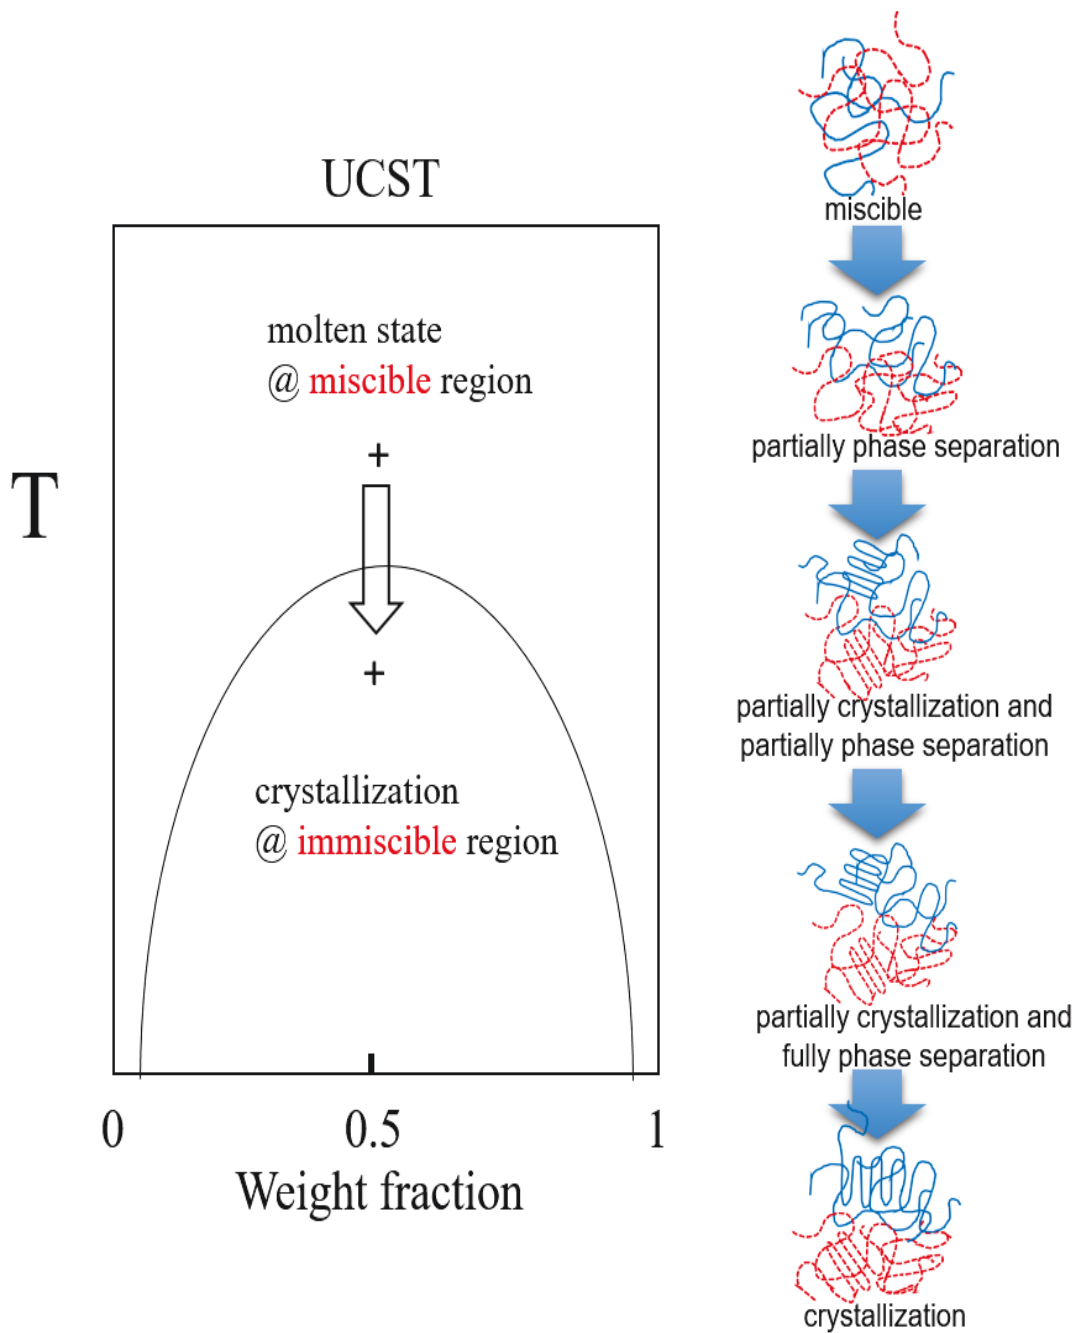 UCST
molten state
@ miscible region
+
+
crystallization
@ immiscible region
T
0 0.5 1
Weight fraction
miscible
partially phase separation
partially crystallization and
partially phase separation
partially crystallization and
fully phase separation
crystallization